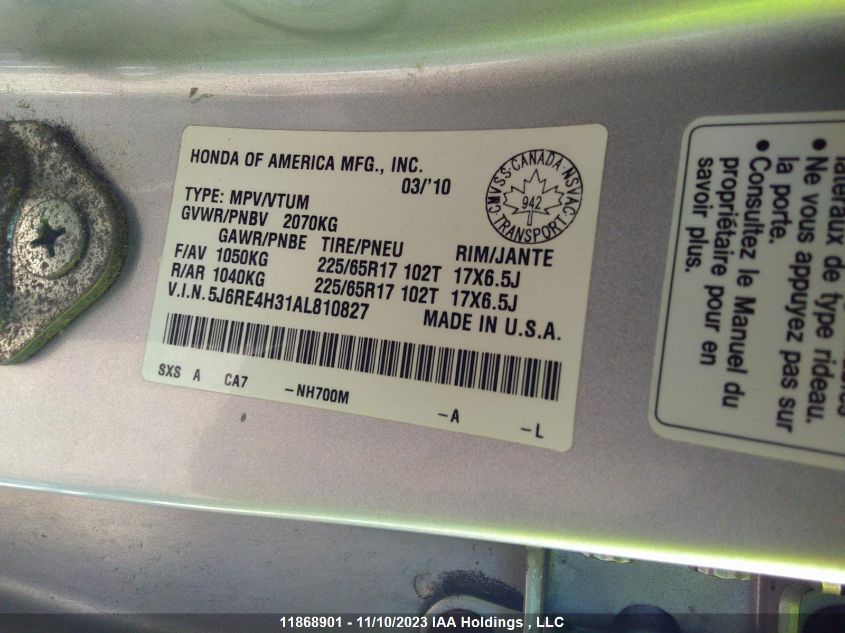 HONDA OF AMERICA MFG., INC.
03/'10
TYPE: MPV/VTUM
GVWR/PNBV 2070KG
GAWR/PNBE TIRE/PNEU RIM/JANTE
F/AV 1050KG 225/65R17 102T 17X6.5J
R/AR 1040KG 225/65R17 102T 17X6.5J
V.I.N. 5J6RE4H31AL810827 MADE IN U.S.A.
SXS A CA7 -NH700M -A -L
CANADA·NSVAC
942
TRANSPORT·CMVSS
latéraux de type rideau.
• Ne vous appuyez pas sur
la porte.
• Consultez le Manuel du
propriétaire pour en
savoir plus.
11868901 - 11/10/2023 IAA Holdings , LLC